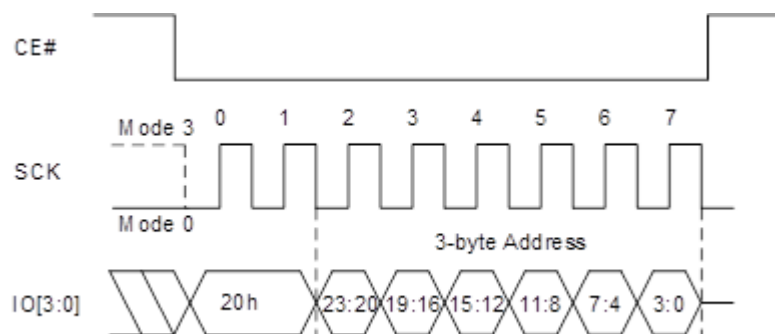 CE#
0 1 2 3 4 5 6 7
Mode 3
SCK
Mode 0
3-byte Address
IO[3:0] 20h 23:20 19:16 15:12 11:8 7:4 3:0